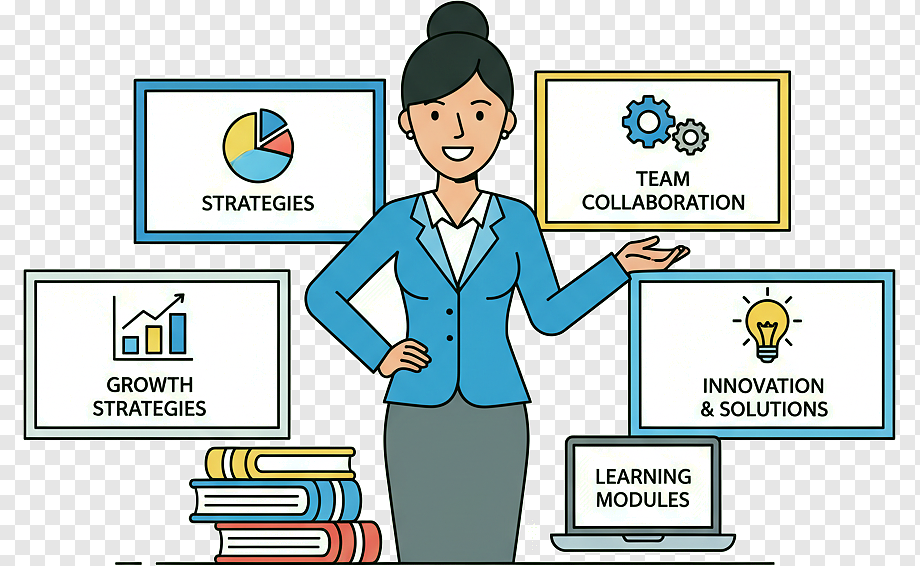 STRATEGIES
TEAM
COLLABORATION
GROWTH
STRATEGIES
INNOVATION
& SOLUTIONS
LEARNING
MODULES